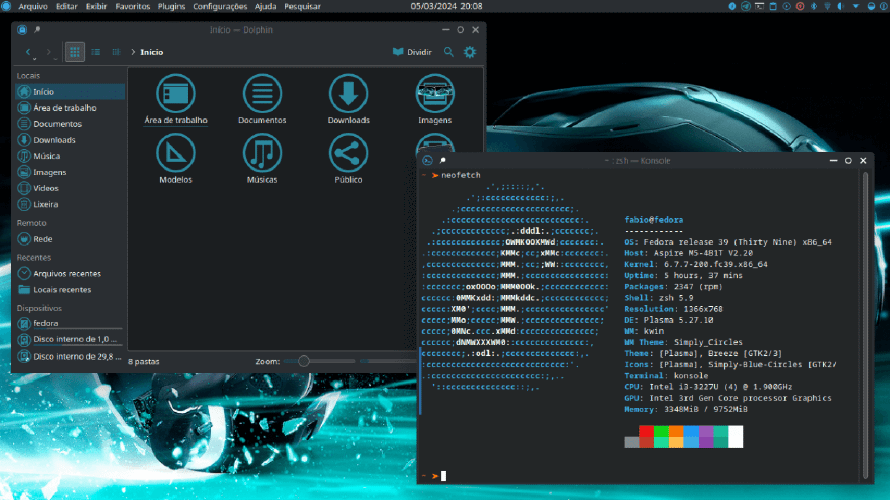 Arquivo Editar Exibir Favoritos Plugins Configurações Ajuda Pesquisar
05/03/2024 20:08
Início — Dolphin
Início
Dividir
Locais
Início
Área de trabalho
Documentos
Downloads
Música
Imagens
Vídeos
Lixeira
Remoto
Rede
Recentes
Arquivos recentes
Locais recentes
Dispositivos
fedora
Disco interno de 1,0 ...
Disco interno de 29,8 ...
Área de trabalho
Documentos
Downloads
Imagens
Modelos
Músicas
Público
8 pastas
Zoom:
~ : zsh — Konsole
~ ➤ neofetch
fabio@fedora
------------
OS: Fedora release 39 (Thirty Nine) x86_64
Host: Aspire M5-481T V2.20
Kernel: 6.7.7-200.fc39.x86_64
Uptime: 5 hours, 37 mins
Packages: 2347 (rpm)
Shell: zsh 5.9
Resolution: 1366x768
DE: Plasma 5.27.10
WM: kwin
WM Theme: Simply_Circles
Theme: [Plasma], Breeze [GTK2/3]
Icons: [Plasma], Simply-Blue-Circles [GTK2/
Terminal: konsole
CPU: Intel i3-3227U (4) @ 1.900GHz
GPU: Intel 3rd Gen Core processor Graphics
Memory: 3348MiB / 9752MiB
~ ➤